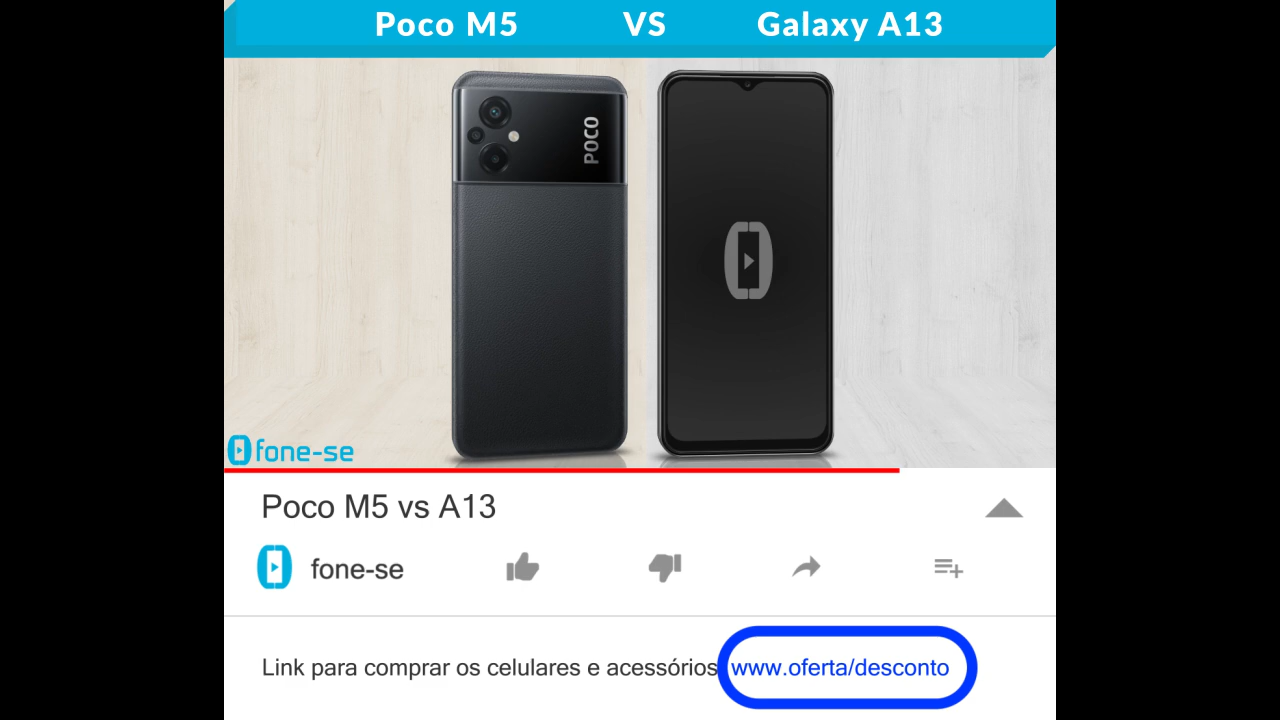 Poco M5 VS Galaxy A13
POCO
fone-se
Poco M5 vs A13
fone-se
Link para comprar os celulares e acessórios www.oferta/desconto